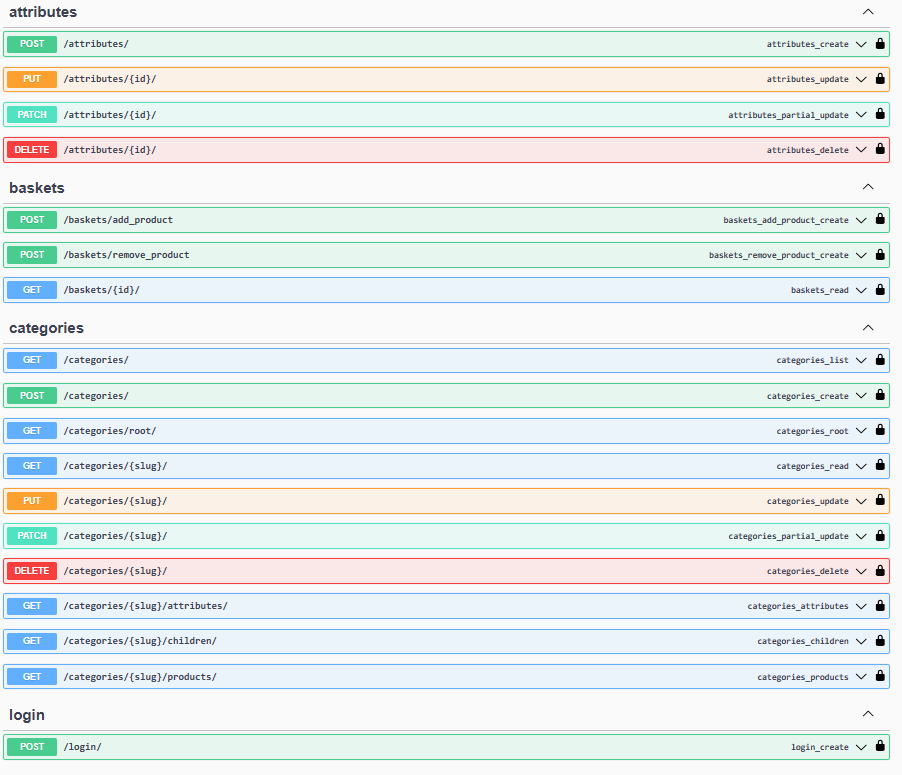 attributes
POST /attributes/ attributes_create
PUT /attributes/{id}/ attributes_update
PATCH /attributes/{id}/ attributes_partial_update
DELETE /attributes/{id}/ attributes_delete
baskets
POST /baskets/add_product baskets_add_product_create
POST /baskets/remove_product baskets_remove_product_create
GET /baskets/{id}/ baskets_read
categories
GET /categories/ categories_list
POST /categories/ categories_create
GET /categories/root/ categories_root
GET /categories/{slug}/ categories_read
PUT /categories/{slug}/ categories_update
PATCH /categories/{slug}/ categories_partial_update
DELETE /categories/{slug}/ categories_delete
GET /categories/{slug}/attributes/ categories_attributes
GET /categories/{slug}/children/ categories_children
GET /categories/{slug}/products/ categories_products
login
POST /login/ login_create